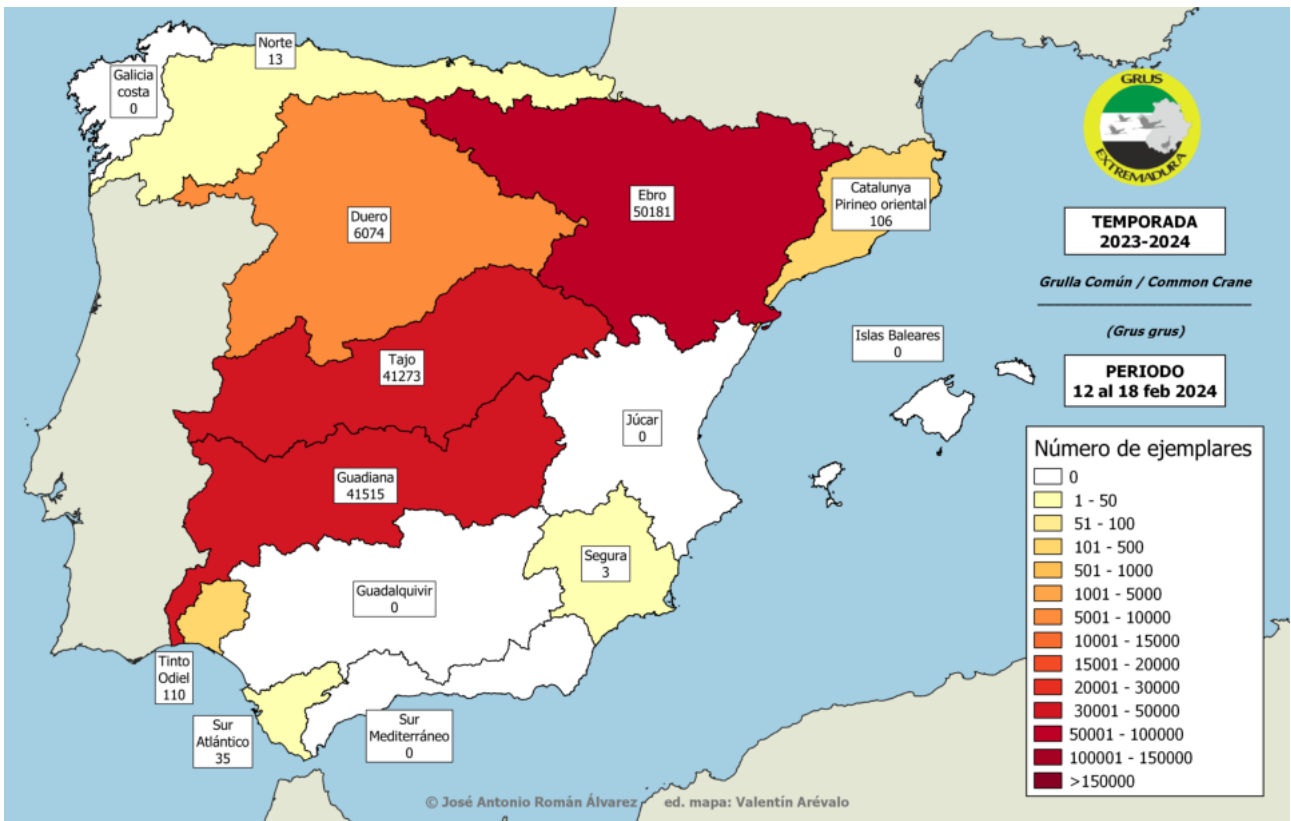 Norte
13
Galicia
costa
0
GRUS
EXTREMADURA
Ebro
50181
Catalunya
Pirineo oriental
106
Duero
6074
TEMPORADA
2023-2024
Grulla Común / Common Crane
(Grus grus)
Islas Baleares
0
PERIODO
12 al 18 feb 2024
Tajo
41273
Júcar
0
Guadiana
41515
Segura
3
Guadalquivir
0
Tinto
Odiel
110
Sur
Atlántico
35
Sur
Mediterráneo
0
Número de ejemplares
0
1 - 50
51 - 100
101 - 500
501 - 1000
1001 - 5000
5001 - 10000
10001 - 15000
15001 - 20000
20001 - 30000
30001 - 50000
50001 - 100000
100001 - 150000
>150000
© José Antonio Román Álvarez ed. mapa: Valentín Arévalo